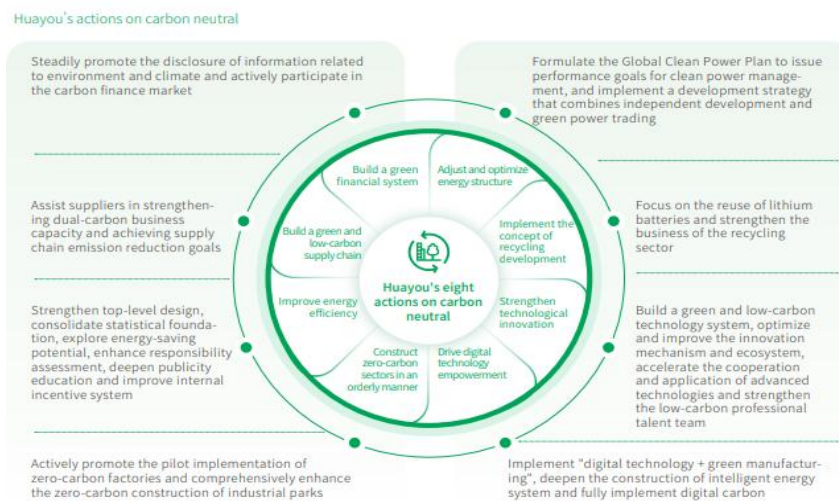 Huayou's actions on carbon neutral
Steadily promote the disclosure of information related
to environment and climate and actively participate in
the carbon finance market
Formulate the Global Clean Power Plan to issue
performance goals for clean power manage-
ment, and implement a development strategy
that combines independent development and
green power trading
Build a green
financial system
Adjust and optimize
energy structure
Assist suppliers in strengthen-
ing dual-carbon business
capacity and achieving supply
chain emission reduction goals
Build a green and
low-carbon
supply chain
Implement the
concept of
recycling
development
Focus on the reuse of lithium
batteries and strengthen the
business of the recycling
sector
Huayou's eight
actions on carbon
neutral
Strengthen top-level design,
consolidate statistical founda-
tion, explore energy-saving
potential, enhance responsibility
assessment, deepen publicity
education and improve internal
incentive system
Improve energy
efficiency
Strengthen
technological
innovation
Build a green and low-carbon
technology system, optimize
and improve the innovation
mechanism and ecosystem,
accelerate the cooperation
and application of advanced
technologies and strengthen
the low-carbon professional
talent team
Construct
zero-carbon
sectors in an
orderly manner
Drive digital
technology
empowerment
Actively promote the pilot implementation of
zero-carbon factories and comprehensively enhance
the zero-carbon construction of industrial parks
Implement "digital technology + green manufactur-
ing", deepen the construction of intelligent energy
system and fully implement digital carbon